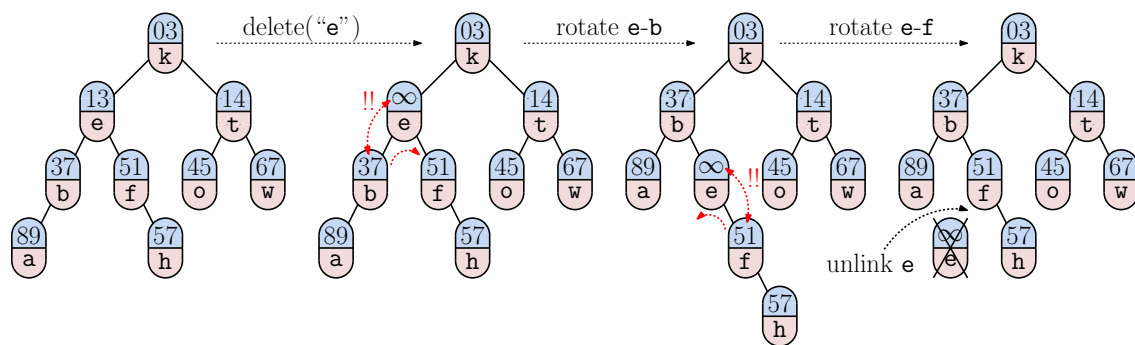 delete(“e”)
rotate e-b
rotate e-f
03
k
13
e
14
t
37
b
51
f
45
o
67
w
89
a
57
h
03
k
!!
∞
e
14
t
37
b
51
f
45
o
67
w
89
a
57
h
03
k
37
b
14
t
89
a
∞
e
!!
45
o
67
w
51
f
57
h
03
k
37
b
14
t
89
a
51
f
45
o
67
w
unlink e
∞
e
57
h